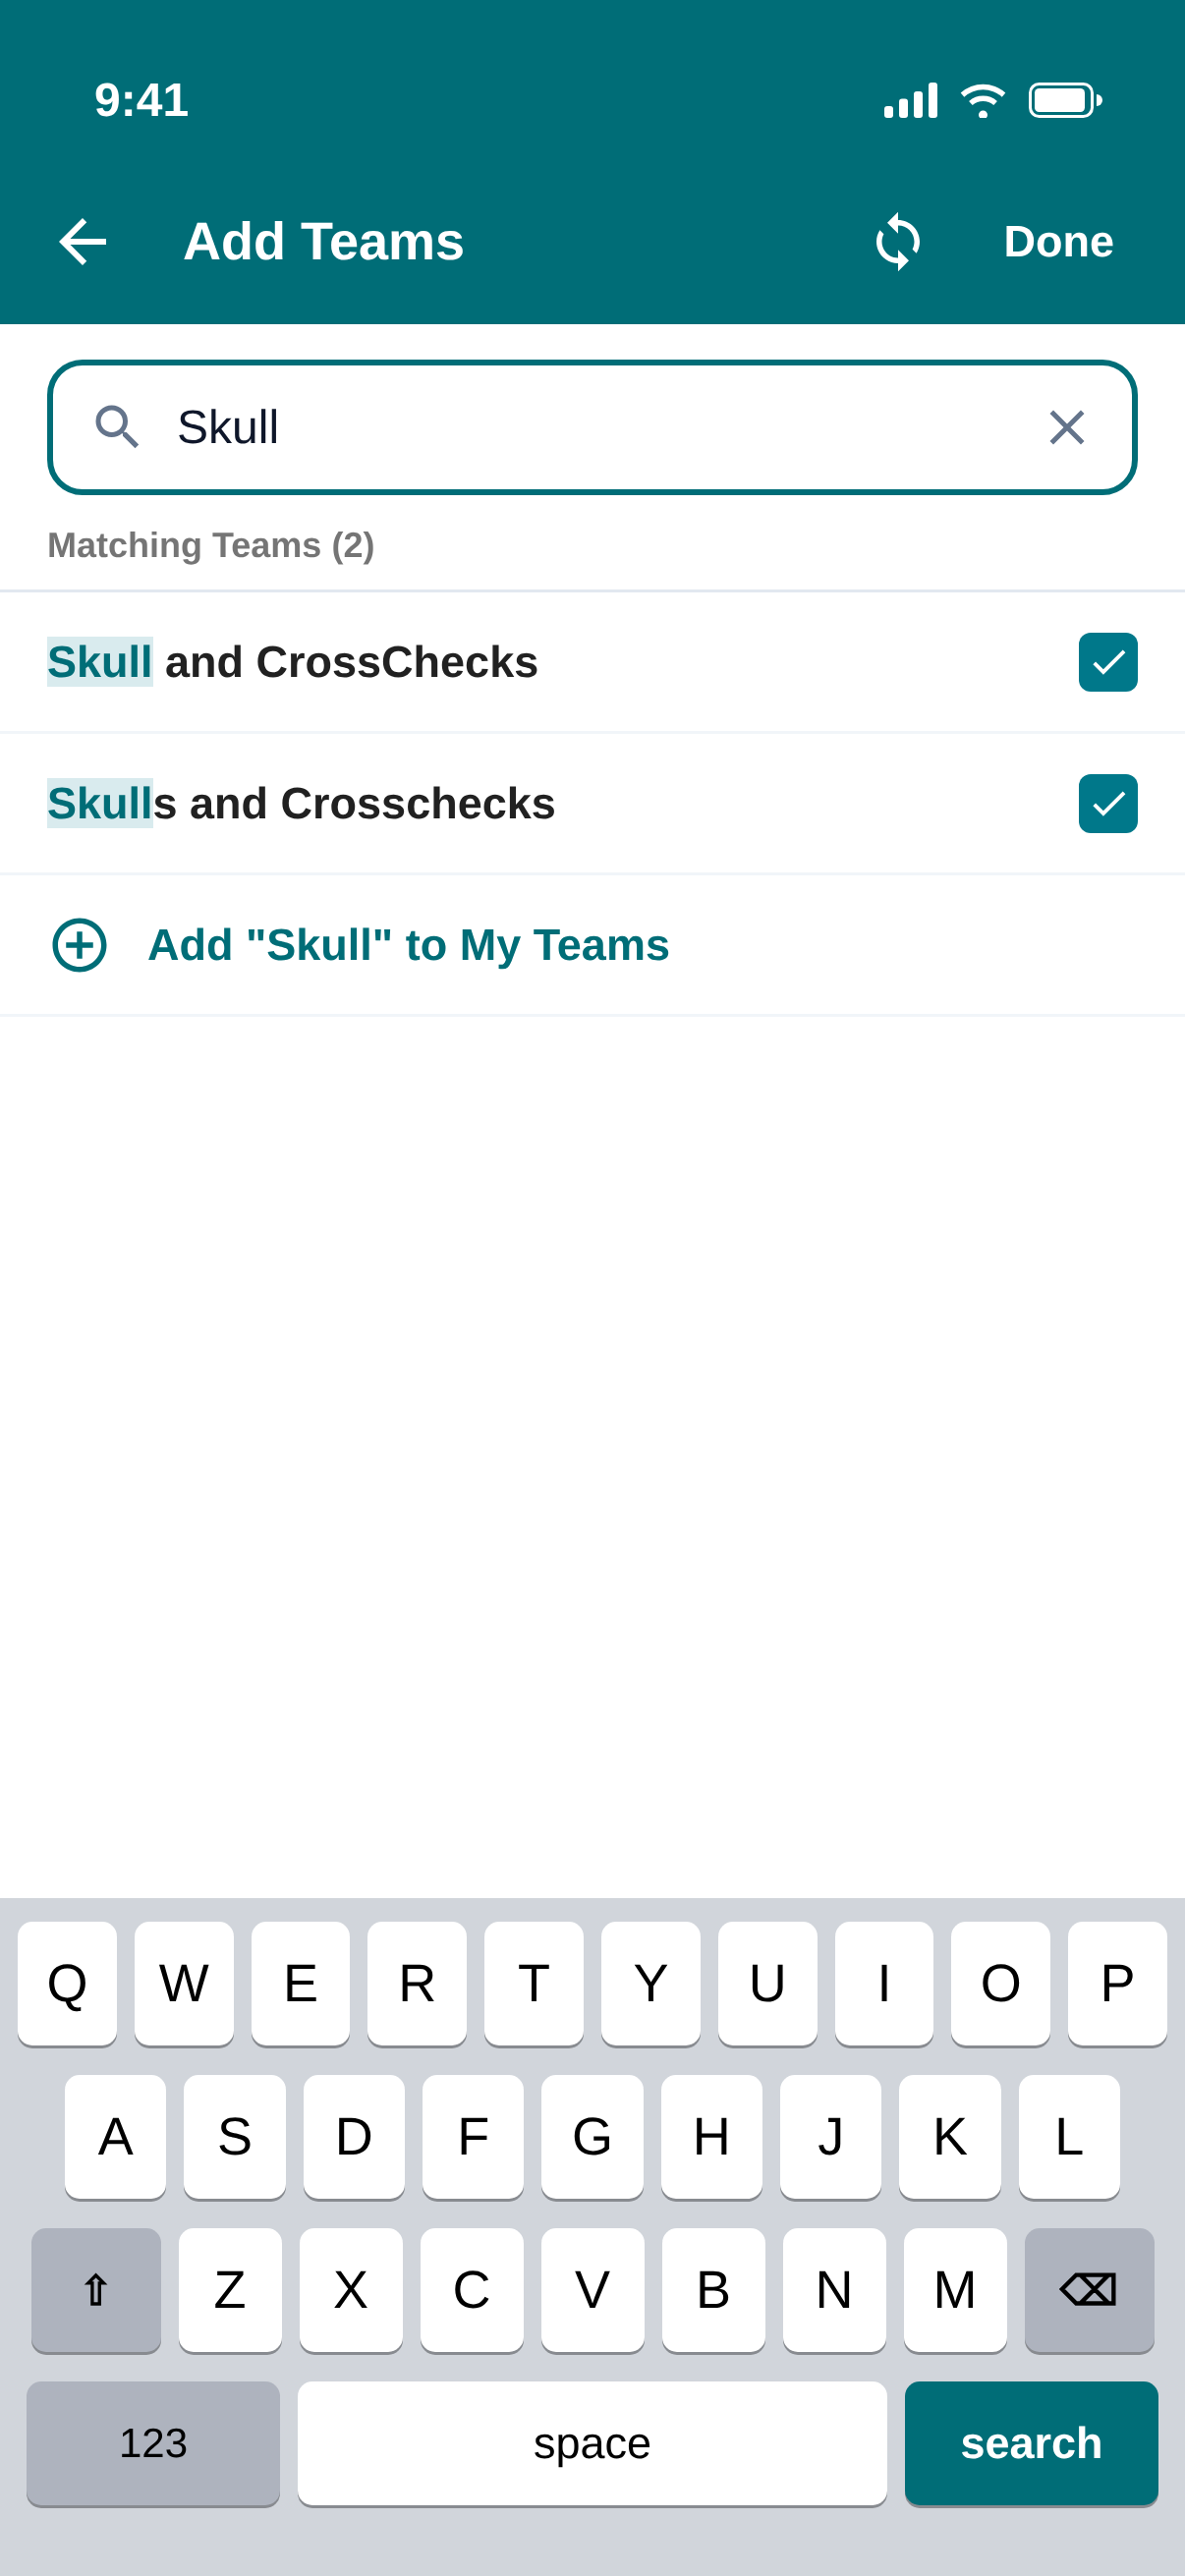 9:41
Add Teams Done
Skull
Matching Teams (2)
Skull and CrossChecks
Skulls and Crosschecks
Add "Skull" to My Teams
Q W E R T Y U I O P
A S D F G H J K L
Z X C V B N M
123 space search